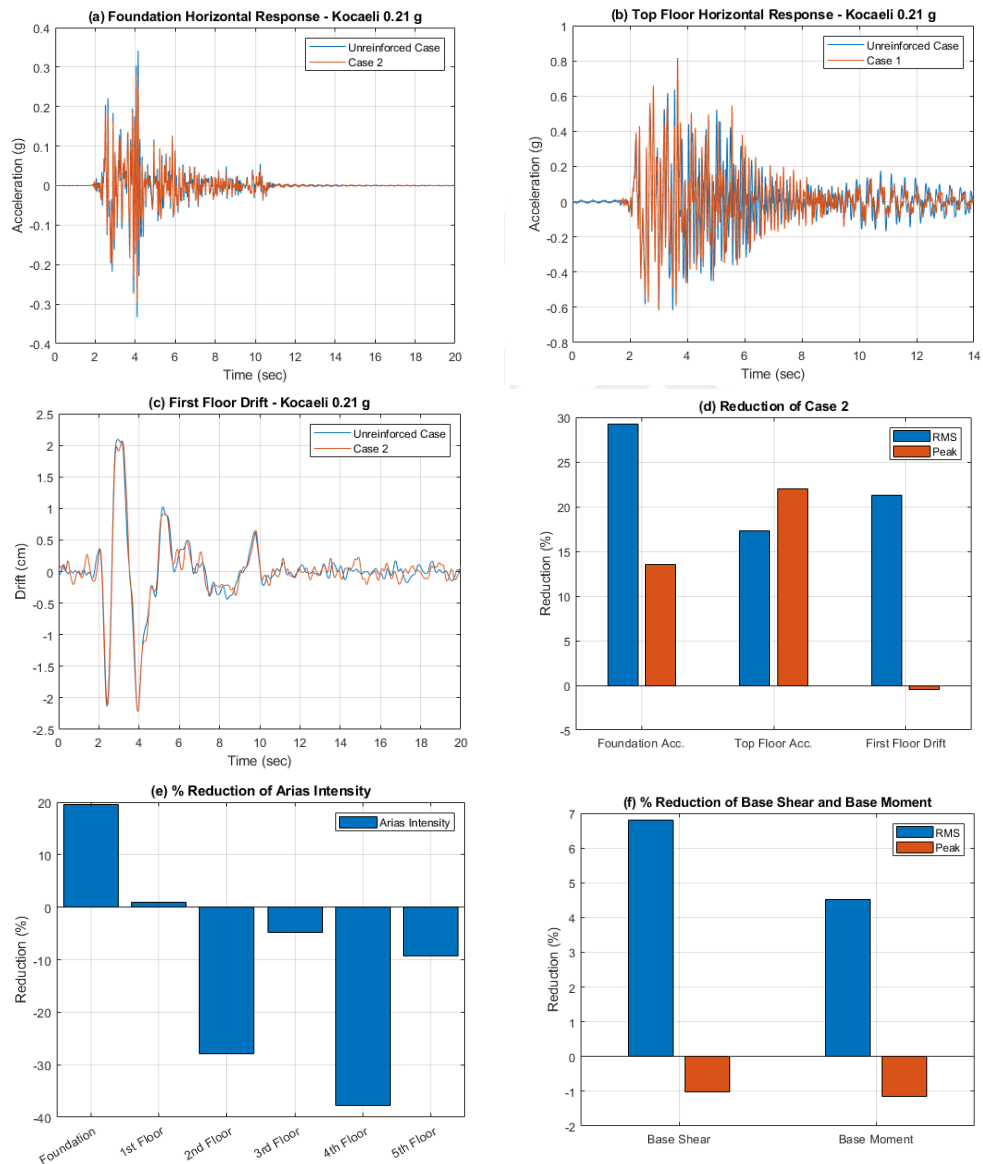 (a) Foundation Horizontal Response - Kocaeli 0.21 g
Unreinforced Case
Case 2
Acceleration (g)
0.4
0.3
0.2
0.1
0
-0.1
-0.2
-0.3
-0.4
0 2 4 6 8 10 12 14 16 18 20
Time (sec)
(b) Top Floor Horizontal Response - Kocaeli 0.21 g
Unreinforced Case
Case 1
Acceleration (g)
1
0.8
0.6
0.4
0.2
0
-0.2
-0.4
-0.6
-0.8
0 2 4 6 8 10 12 14
Time (sec)
(c) First Floor Drift - Kocaeli 0.21 g
Unreinforced Case
Case 2
Drift (cm)
2.5
2
1.5
1
0.5
0
-0.5
-1
-1.5
-2
-2.5
0 2 4 6 8 10 12 14 16 18 20
Time (sec)
(d) Reduction of Case 2
RMS
Peak
Reduction (%)
30
25
20
15
10
5
0
-5
Foundation Acc. Top Floor Acc. First Floor Drift
(e) % Reduction of Arias Intensity
Arias Intensity
Reduction (%)
20
10
0
-10
-20
-30
-40
Foundation 1st Floor 2nd Floor 3rd Floor 4th Floor 5th Floor
(f) % Reduction of Base Shear and Base Moment
RMS
Peak
Reduction (%)
7
6
5
4
3
2
1
0
-1
-2
Base Shear Base Moment